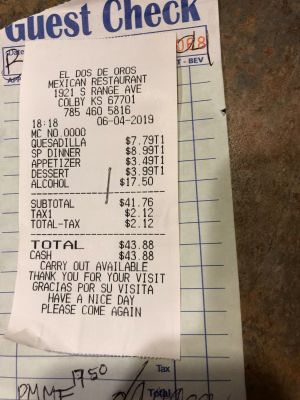 Guest Check
EL DOS DE OROS
MEXICAN RESTAURANT
1921 S RANGE AVE
COLBY KS 67701
785 460 5816
18:18 06-04-2019
MC NO.0000
QUESADILLA $7.79T1
SP DINNER $8.99T1
APPETIZER $3.49T1
DESSERT $3.99T1
ALCOHOL $17.50
SUBTOTAL $41.76
TAX1 $2.12
TOTAL-TAX $2.12
TOTAL $43.88
CASH $43.88
CARRY OUT AVAILABLE
THANK YOU FOR YOUR VISIT
GRACIAS POR SU VISITA
HAVE A NICE DAY
PLEASE COME AGAIN
Tax
1750
Total